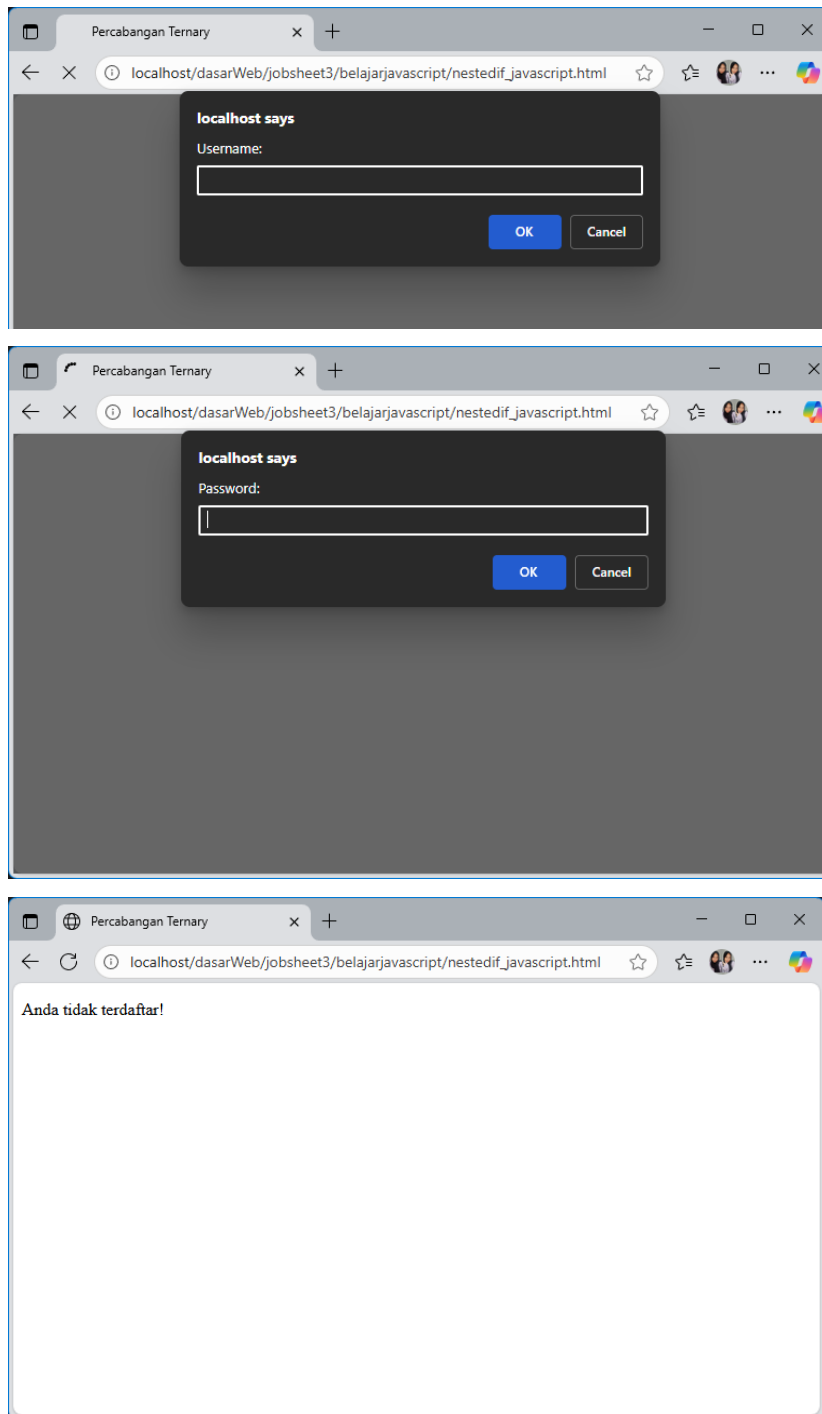 Percabangan Ternary
localhost/dasarWeb/jobsheet3/belajarjavascript/nestedif_javascript.html
localhost says
Username:
OK Cancel
Percabangan Ternary
localhost/dasarWeb/jobsheet3/belajarjavascript/nestedif_javascript.html
localhost says
Password:
OK Cancel
Percabangan Ternary
localhost/dasarWeb/jobsheet3/belajarjavascript/nestedif_javascript.html
Anda tidak terdaftar!